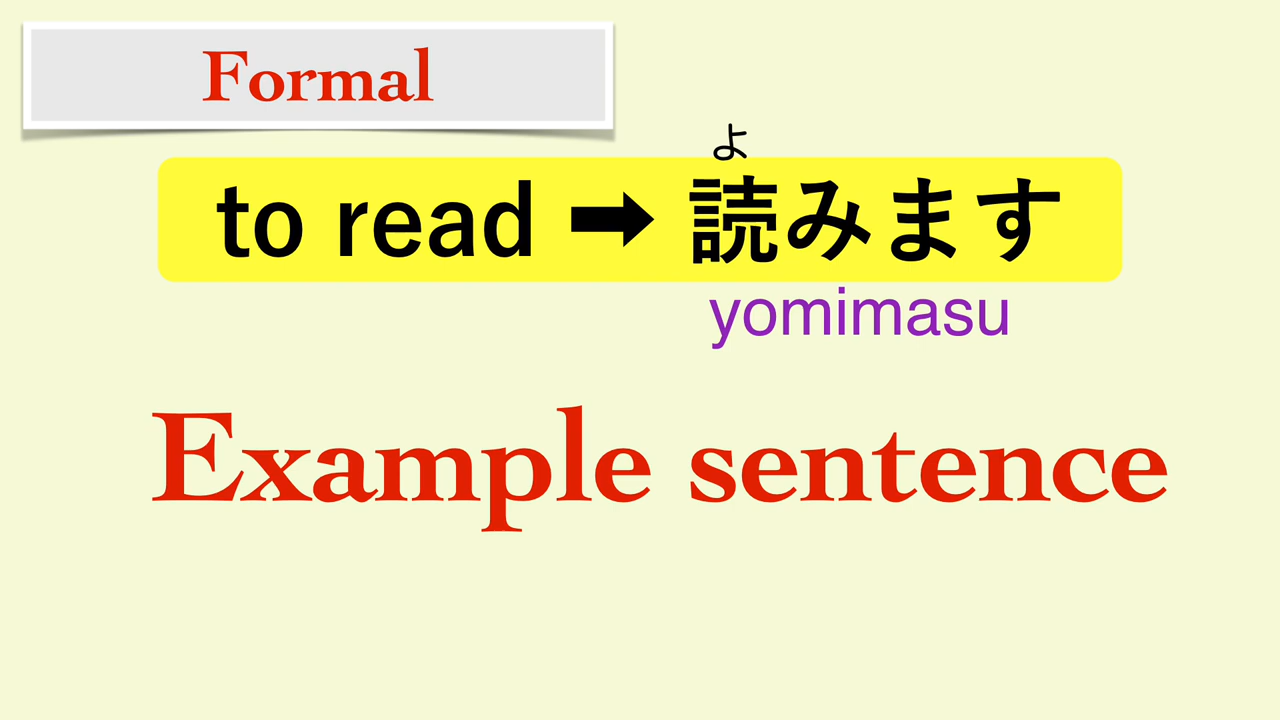 Formal
よ
to read ➡ 読みます
yomimasu
Example sentence